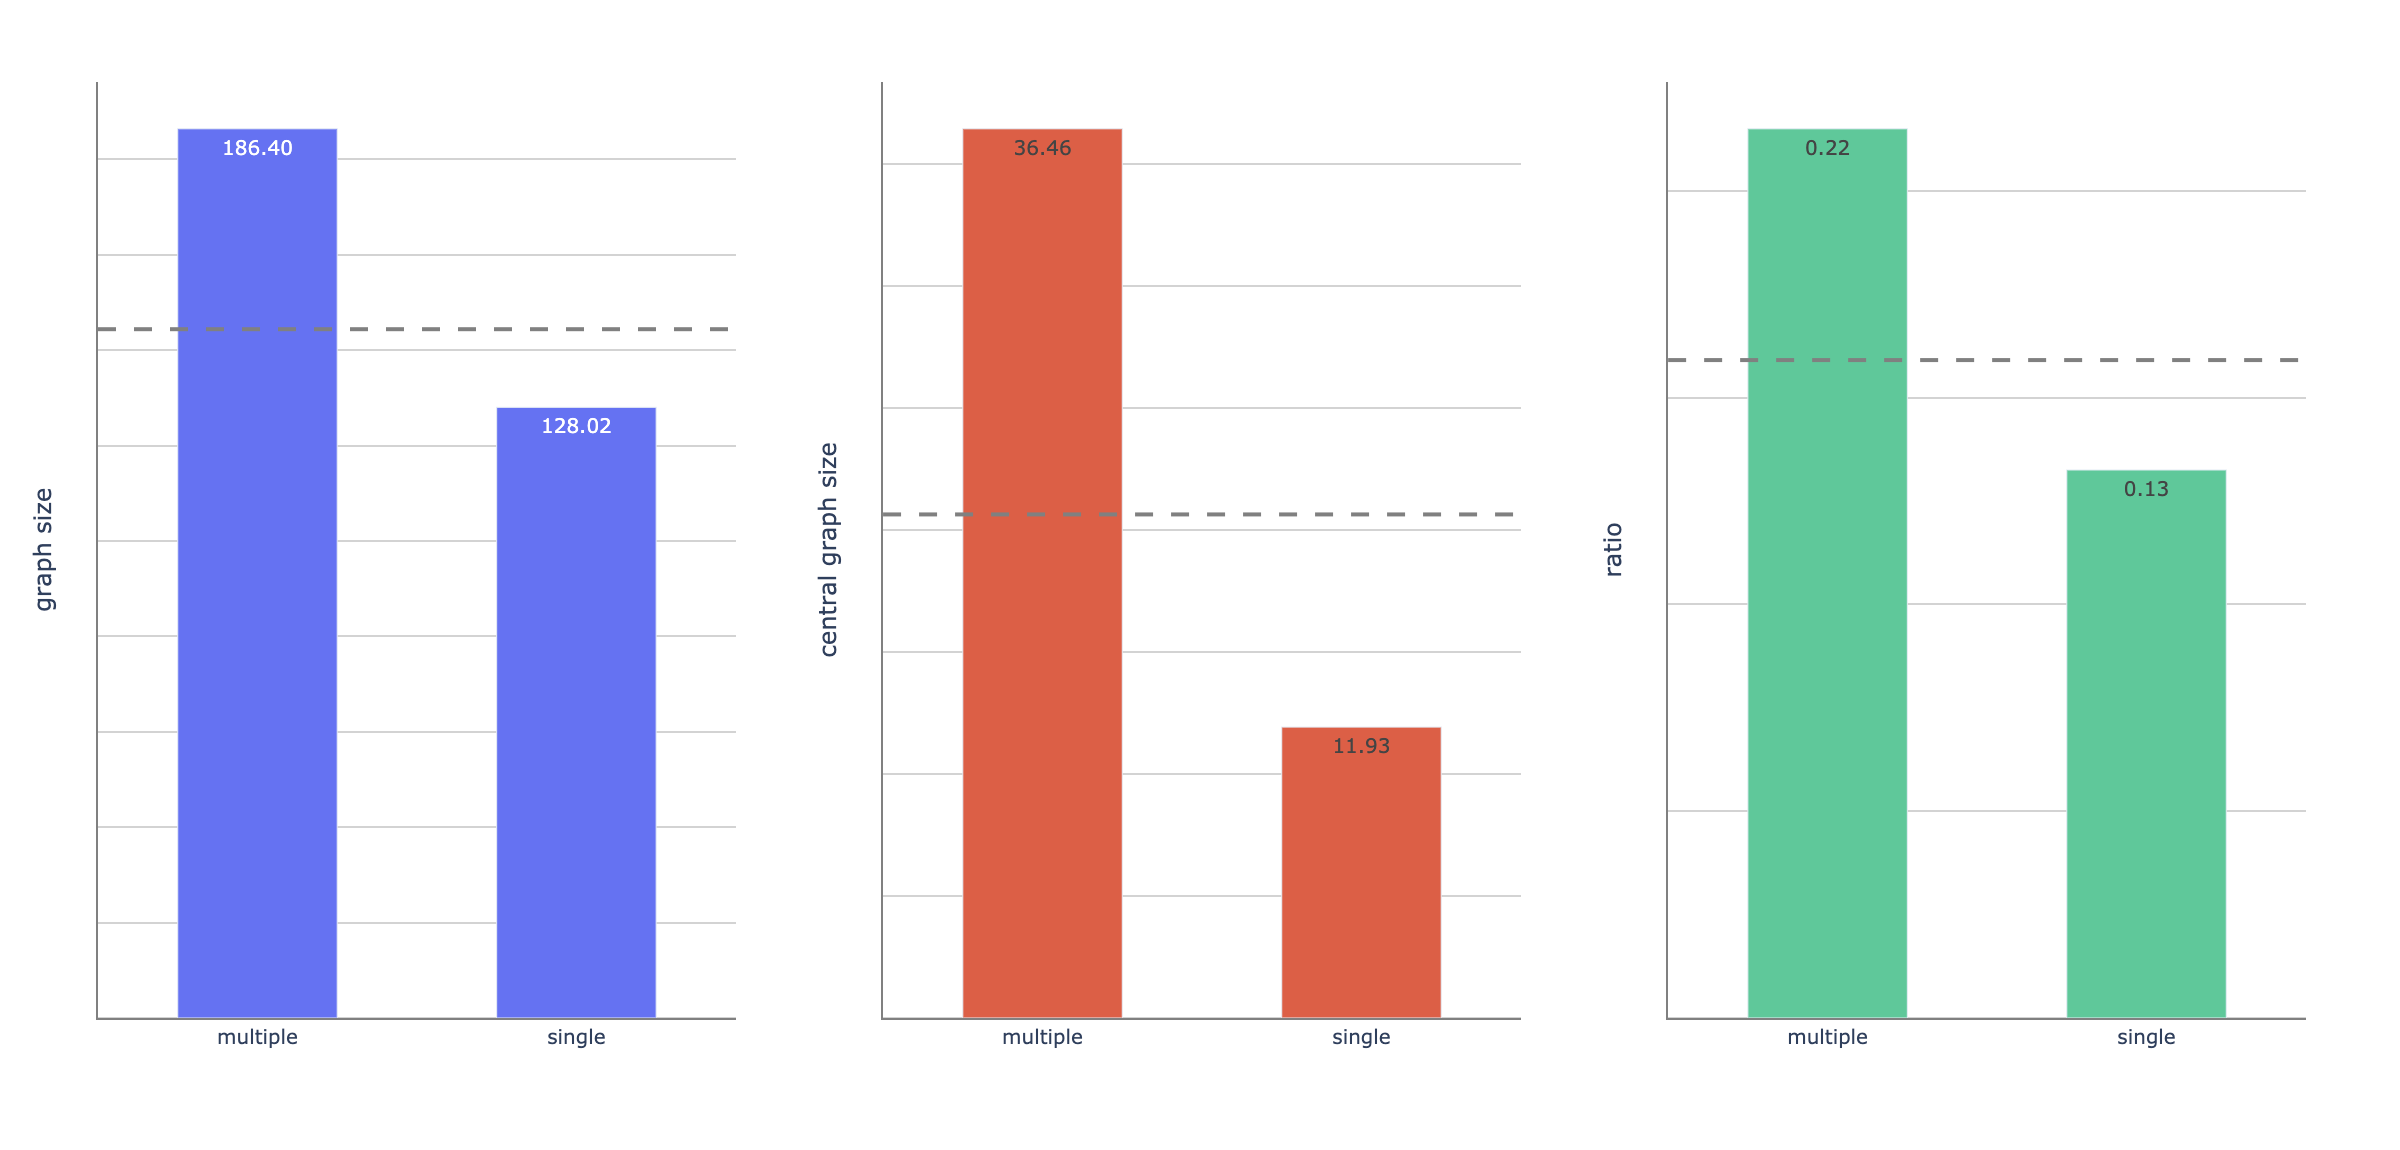 graph size
186.40
128.02
multiple
single
central graph size
36.46
11.93
multiple
single
ratio
0.22
0.13
multiple
single